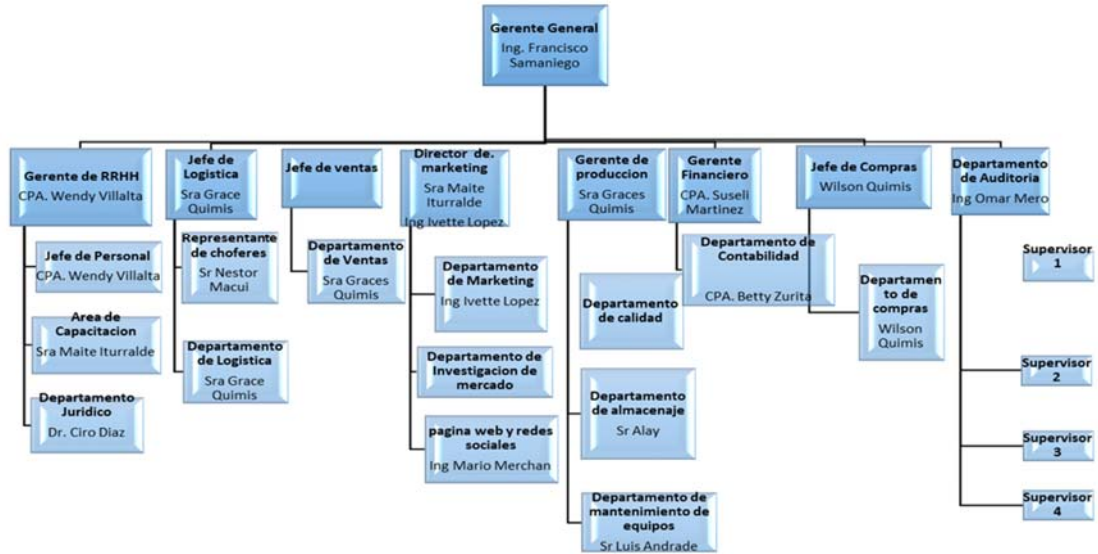 Gerente General
Ing. Francisco
Samaniego
Gerente de RRHH
CPA. Wendy Villalta
Jefe de Personal
CPA. Wendy Villalta
Area de
Capacitacion
Sra Maite Iturralde
Departamento
Juridico
Dr. Ciro Diaz
Jefe de
Logistica
Sra Grace
Quimis
Representante
de choferes
Sr Nestor
Macui
Departamento
de Logistica
Sra Grace
Quimis
Jefe de ventas
Departamento
de Ventas
Sra Graces
Quimis
Director de.
marketing
Sra Maite
Iturralde
Ing Ivette Lopez
Departamento
de Marketing
Ing Ivette Lopez
Departamento de
Investigacion de
mercado
pagina web y redes
sociales
Ing Mario Merchan
Gerente de
produccion
Sra Graces
Quimis
Departamento
de calidad
Departamento
de almacenaje
Sr Alay
Departamento de
mantenimiento de
equipos
Sr Luis Andrade
Gerente
Financiero
CPA. Suseli
Martinez
Departamento de
Contabilidad
CPA. Betty Zurita
Jefe de Compras
Wilson Quimis
Departamen
to de
compras
Wilson
Quimis
Departamento
de Auditoria
Ing Omar Mero
Supervisor
1
Supervisor
2
Supervisor
3
Supervisor
4